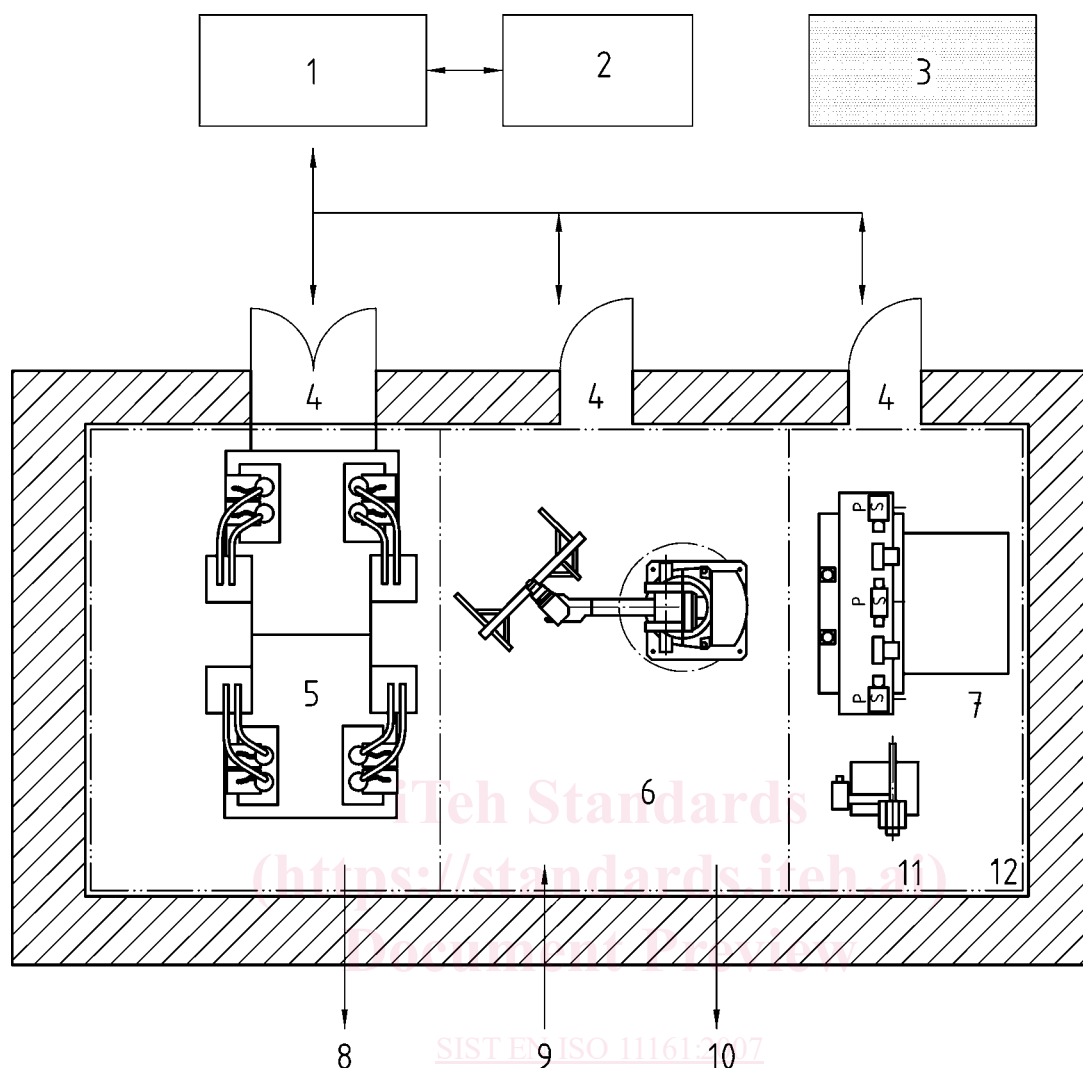 1
2
3
4
4
4
P
S
P
S
P
S
5
7
6
iTeh Standards
11
12
(https://standards.iteh.ai)
Document Preview
8
9
10
SIST EN ISO 11161:2007